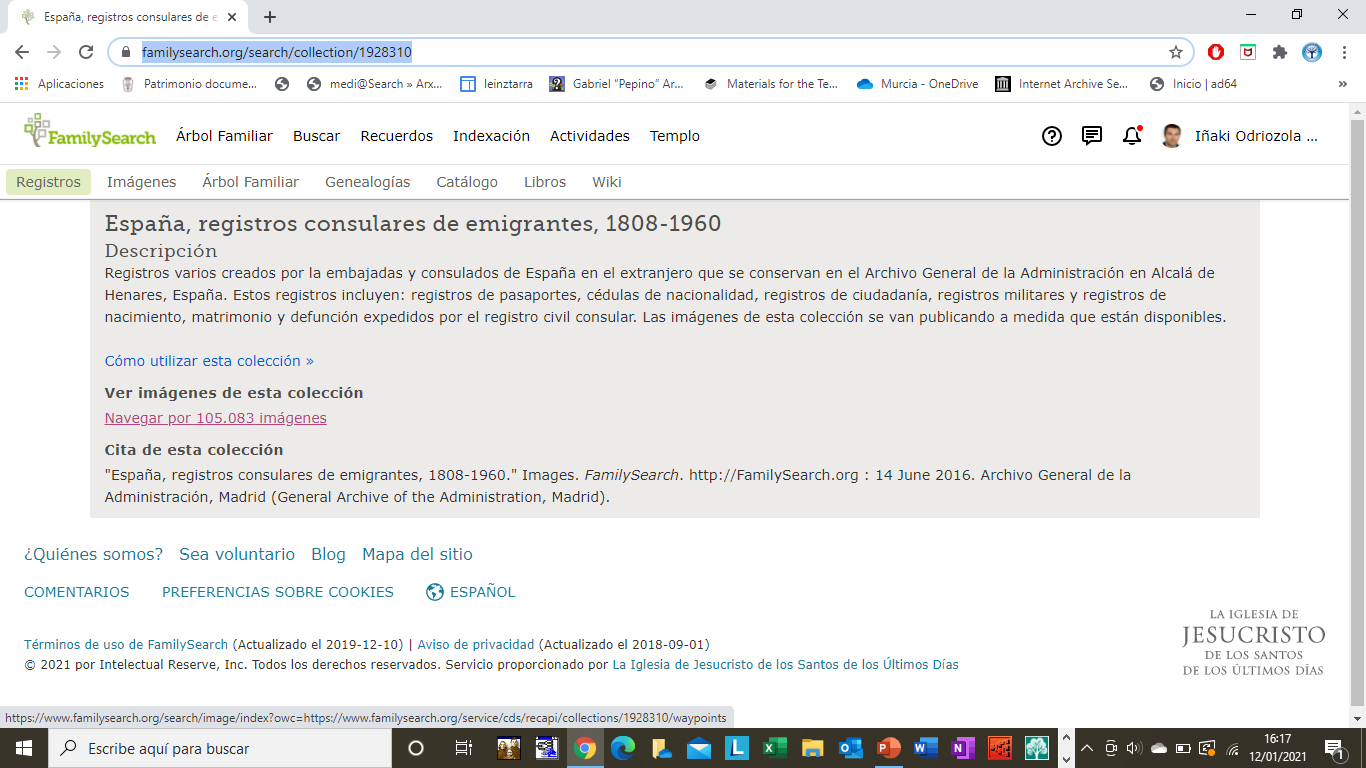 España, registros consulares de e
familysearch.org/search/collection/1928310
Aplicaciones
Patrimonio docume...
medi@Search » Arx...
leinztarra
Gabriel "Pepino" Ar...
Materials for the Te...
Murcia - OneDrive
Internet Archive Se...
Inicio | ad64
»
FamilySearch
Árbol Familiar
Buscar
Recuerdos
Indexación
Actividades
Templo
Iñaki Odriozola ...
Registros
Imágenes
Árbol Familiar
Genealogías
Catálogo
Libros
Wiki
España, registros consulares de emigrantes, 1808-1960
Descripción
Registros varios creados por la embajadas y consulados de España en el extranjero que se conservan en el Archivo General de la Administración en Alcalá de
Henares, España. Estos registros incluyen: registros de pasaportes, cédulas de nacionalidad, registros de ciudadanía, registros militares y registros de
nacimiento, matrimonio y defunción expedidos por el registro civil consular. Las imágenes de esta colección se van publicando a medida que están disponibles.
Cómo utilizar esta colección »
Ver imágenes de esta colección
Navegar por 105.083 imágenes
Cita de esta colección
"España, registros consulares de emigrantes, 1808-1960." Images. FamilySearch. http://FamilySearch.org : 14 June 2016. Archivo General de la
Administración, Madrid (General Archive of the Administration, Madrid).
¿Quiénes somos?
Sea voluntario
Blog
Mapa del sitio
COMENTARIOS
PREFERENCIAS SOBRE COOKIES
ESPAÑOL
LA IGLESIA DE
JESUCRISTO
DE LOS SANTOS
DE LOS ÚLTIMOS DÍAS
Términos de uso de FamilySearch (Actualizado el 2019-12-10) | Aviso de privacidad (Actualizado el 2018-09-01)
© 2021 por Intelectual Reserve, Inc. Todos los derechos reservados. Servicio proporcionado por La Iglesia de Jesucristo de los Santos de los Últimos Días
https://www.familysearch.org/search/image/index?owc=https://www.familysearch.org/service/cds/recapi/collections/1928310/waypoints
Escribe aquí para buscar
16:17
12/01/2021
1